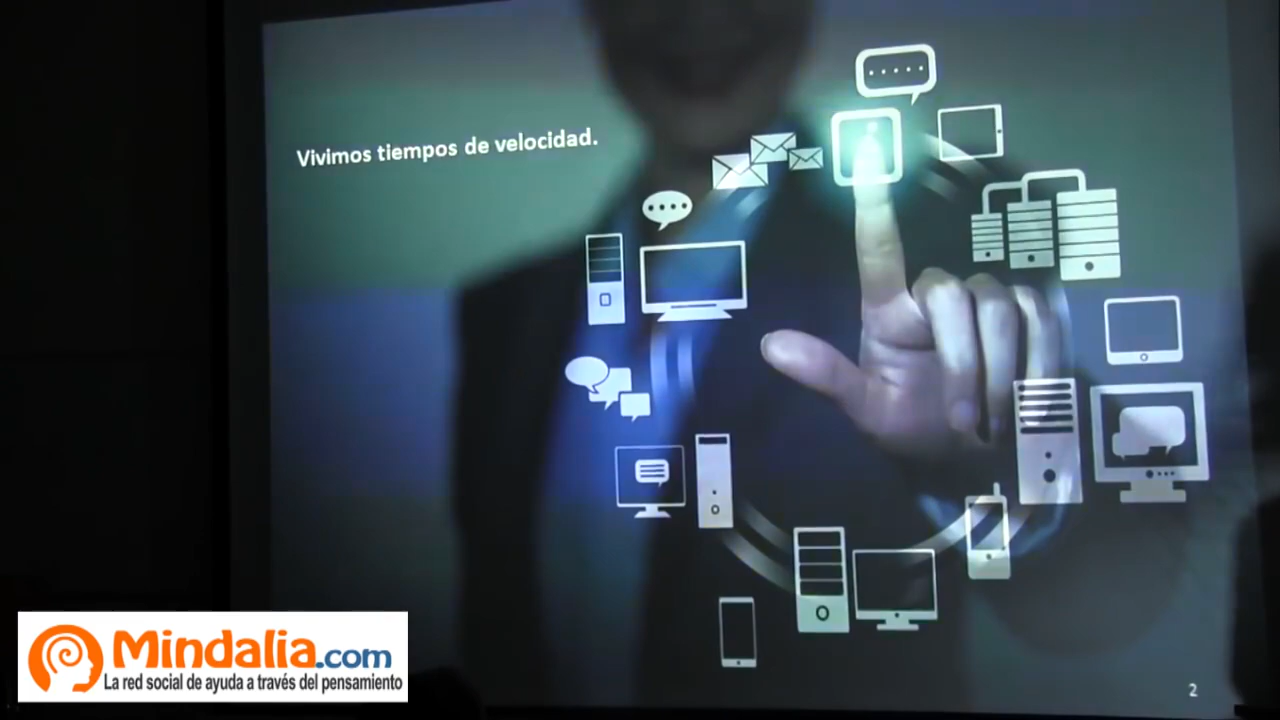 Vivimos tiempos de velocidad.
2
Mindalia.com
La red social de ayuda a través del pensamiento